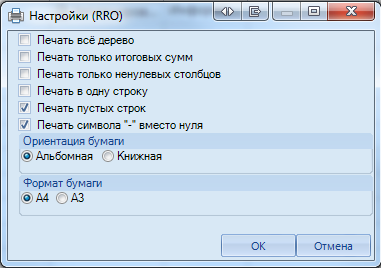 Настройки (RRO)
Печать всё дерево
Печать только итоговых сумм
Печать только ненулевых столбцов
Печать в одну строку
Печать пустых строк
Печать символа "-" вместо нуля
Ориентация бумаги
Альбомная Книжная
Формат бумаги
A4 A3
OK Отмена